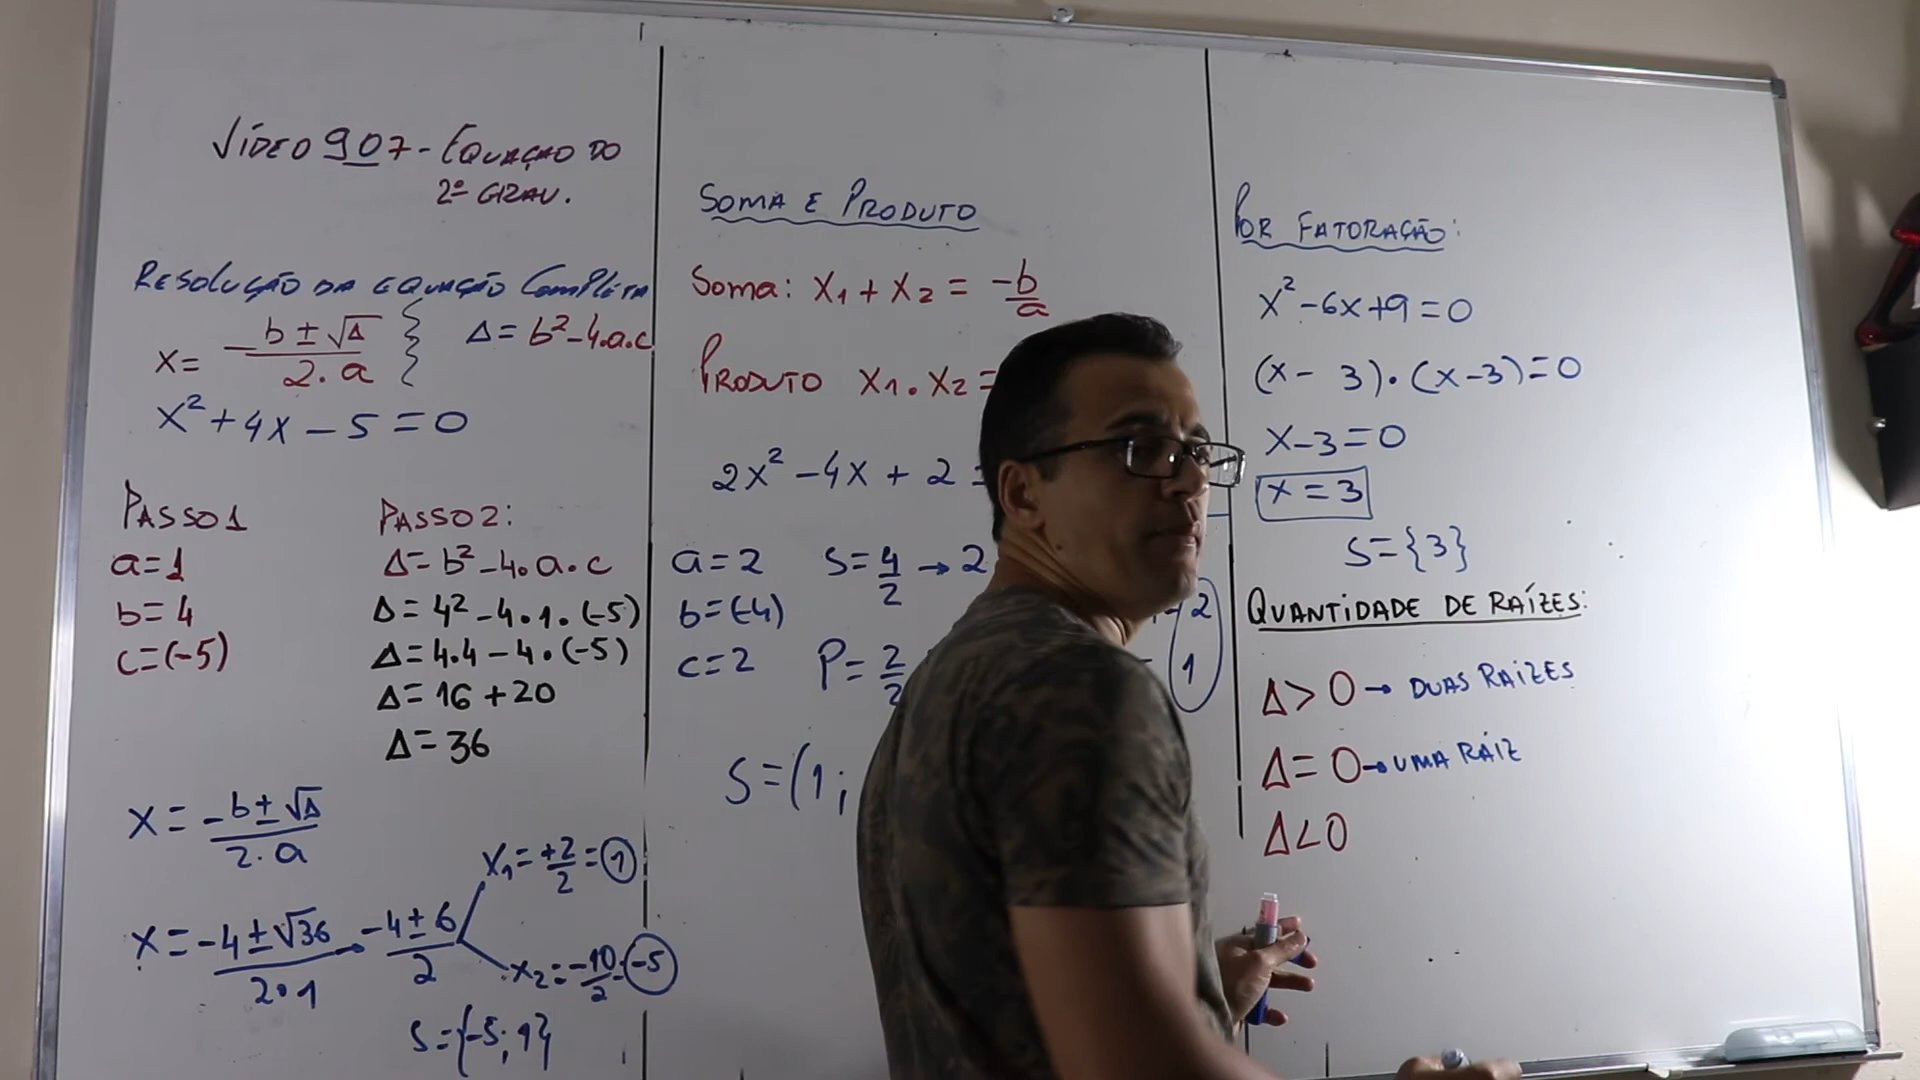 VÍDEO 907 - EQUAÇÃO DO
2º GRAU.
RESOLUÇÃO DA EQUAÇÃO COMPLETA
x = -b ± √Δ / 2.a } Δ = b² - 4.a.c
x² + 4x - 5 = 0
PASSO 1
a = 1
b = 4
c = (-5)
PASSO 2:
Δ = b² - 4.a.c
Δ = 4² - 4.1.(-5)
Δ = 4.4 - 4.(-5)
Δ = 16 + 20
Δ = 36
x = -b ± √Δ / 2.a
x = -4 ± √36 / 2.1 → -4 ± 6 / 2
x₁ = +2/2 = 1
x₂ = -10/2 = -5
S = {-5; 1}
SOMA E PRODUTO
SOMA: x₁ + x₂ = -b/a
PRODUTO x₁ . x₂ =
2x² - 4x + 2 =
a = 2 S = 4/2 → 2
b = (-4) 2
c = 2 P = 2/2 1
S = (1;
POR FATORAÇÃO:
x² - 6x + 9 = 0
(x - 3).(x - 3) = 0
x - 3 = 0
x = 3
S = {3}
QUANTIDADE DE RAÍZES:
Δ > 0 → DUAS RAÍZES
Δ = 0 → UMA RAÍZ
Δ < 0